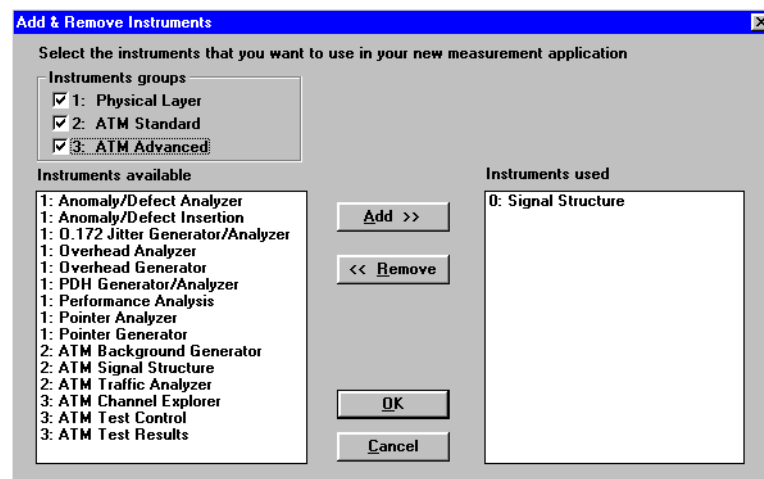 Add & Remove Instruments
Select the instruments that you want to use in your new measurement application
Instruments groups
1: Physical Layer
2: ATM Standard
3: ATM Advanced
Instruments available
1: Anomaly/Defect Analyzer
1: Anomaly/Defect Insertion
1: O.172 Jitter Generator/Analyzer
1: Overhead Analyzer
1: Overhead Generator
1: PDH Generator/Analyzer
1: Performance Analysis
1: Pointer Analyzer
1: Pointer Generator
2: ATM Background Generator
2: ATM Signal Structure
2: ATM Traffic Analyzer
3: ATM Channel Explorer
3: ATM Test Control
3: ATM Test Results
Add >>
<< Remove
OK
Cancel
Instruments used
0: Signal Structure